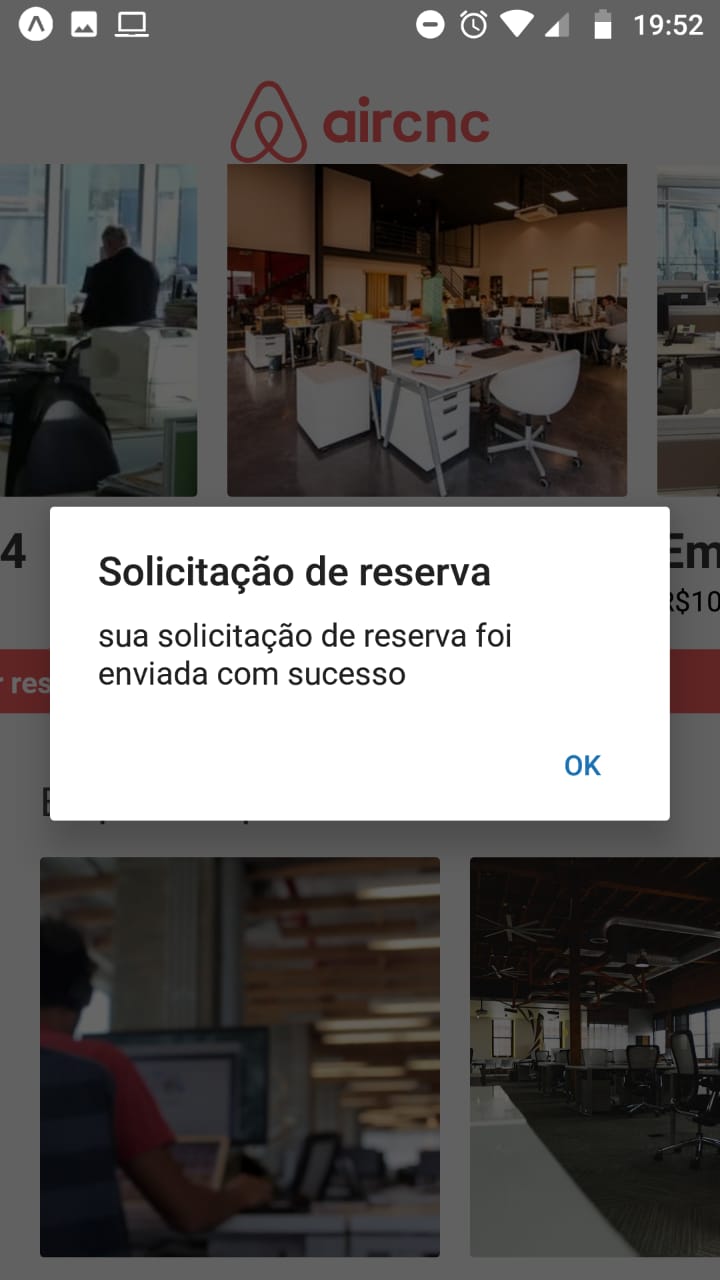 19:52
aircnc
4
Em
R$10
r res
Solicitação de reserva
sua solicitação de reserva foi
enviada com sucesso
OK